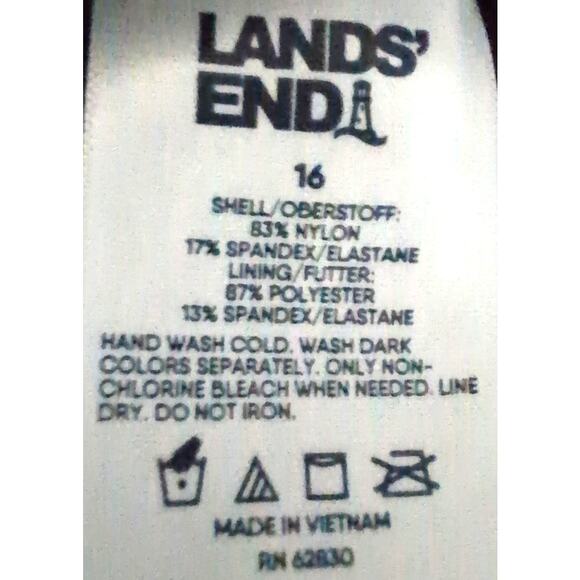 LANDS'
END
16
SHELL/OBERSTOFF:
83% NYLON
17% SPANDEX/ELASTANE
LINING/FUTTER:
87% POLYESTER
13% SPANDEX/ELASTANE
HAND WASH COLD. WASH DARK
COLORS SEPARATELY. ONLY NON-
CHLORINE BLEACH WHEN NEEDED. LINE
DRY. DO NOT IRON.
MADE IN VIETNAM
RN 62830